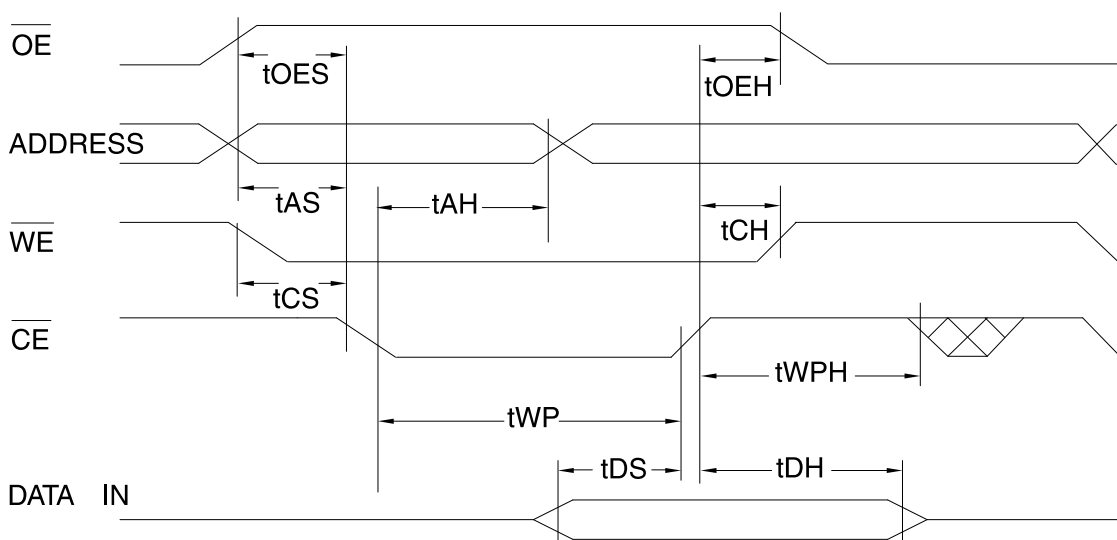 OE
tOES
tOEH
ADDRESS
tAS
tAH
WE
tCH
tCS
CE
tWPH
tWP
tDS
tDH
DATA IN